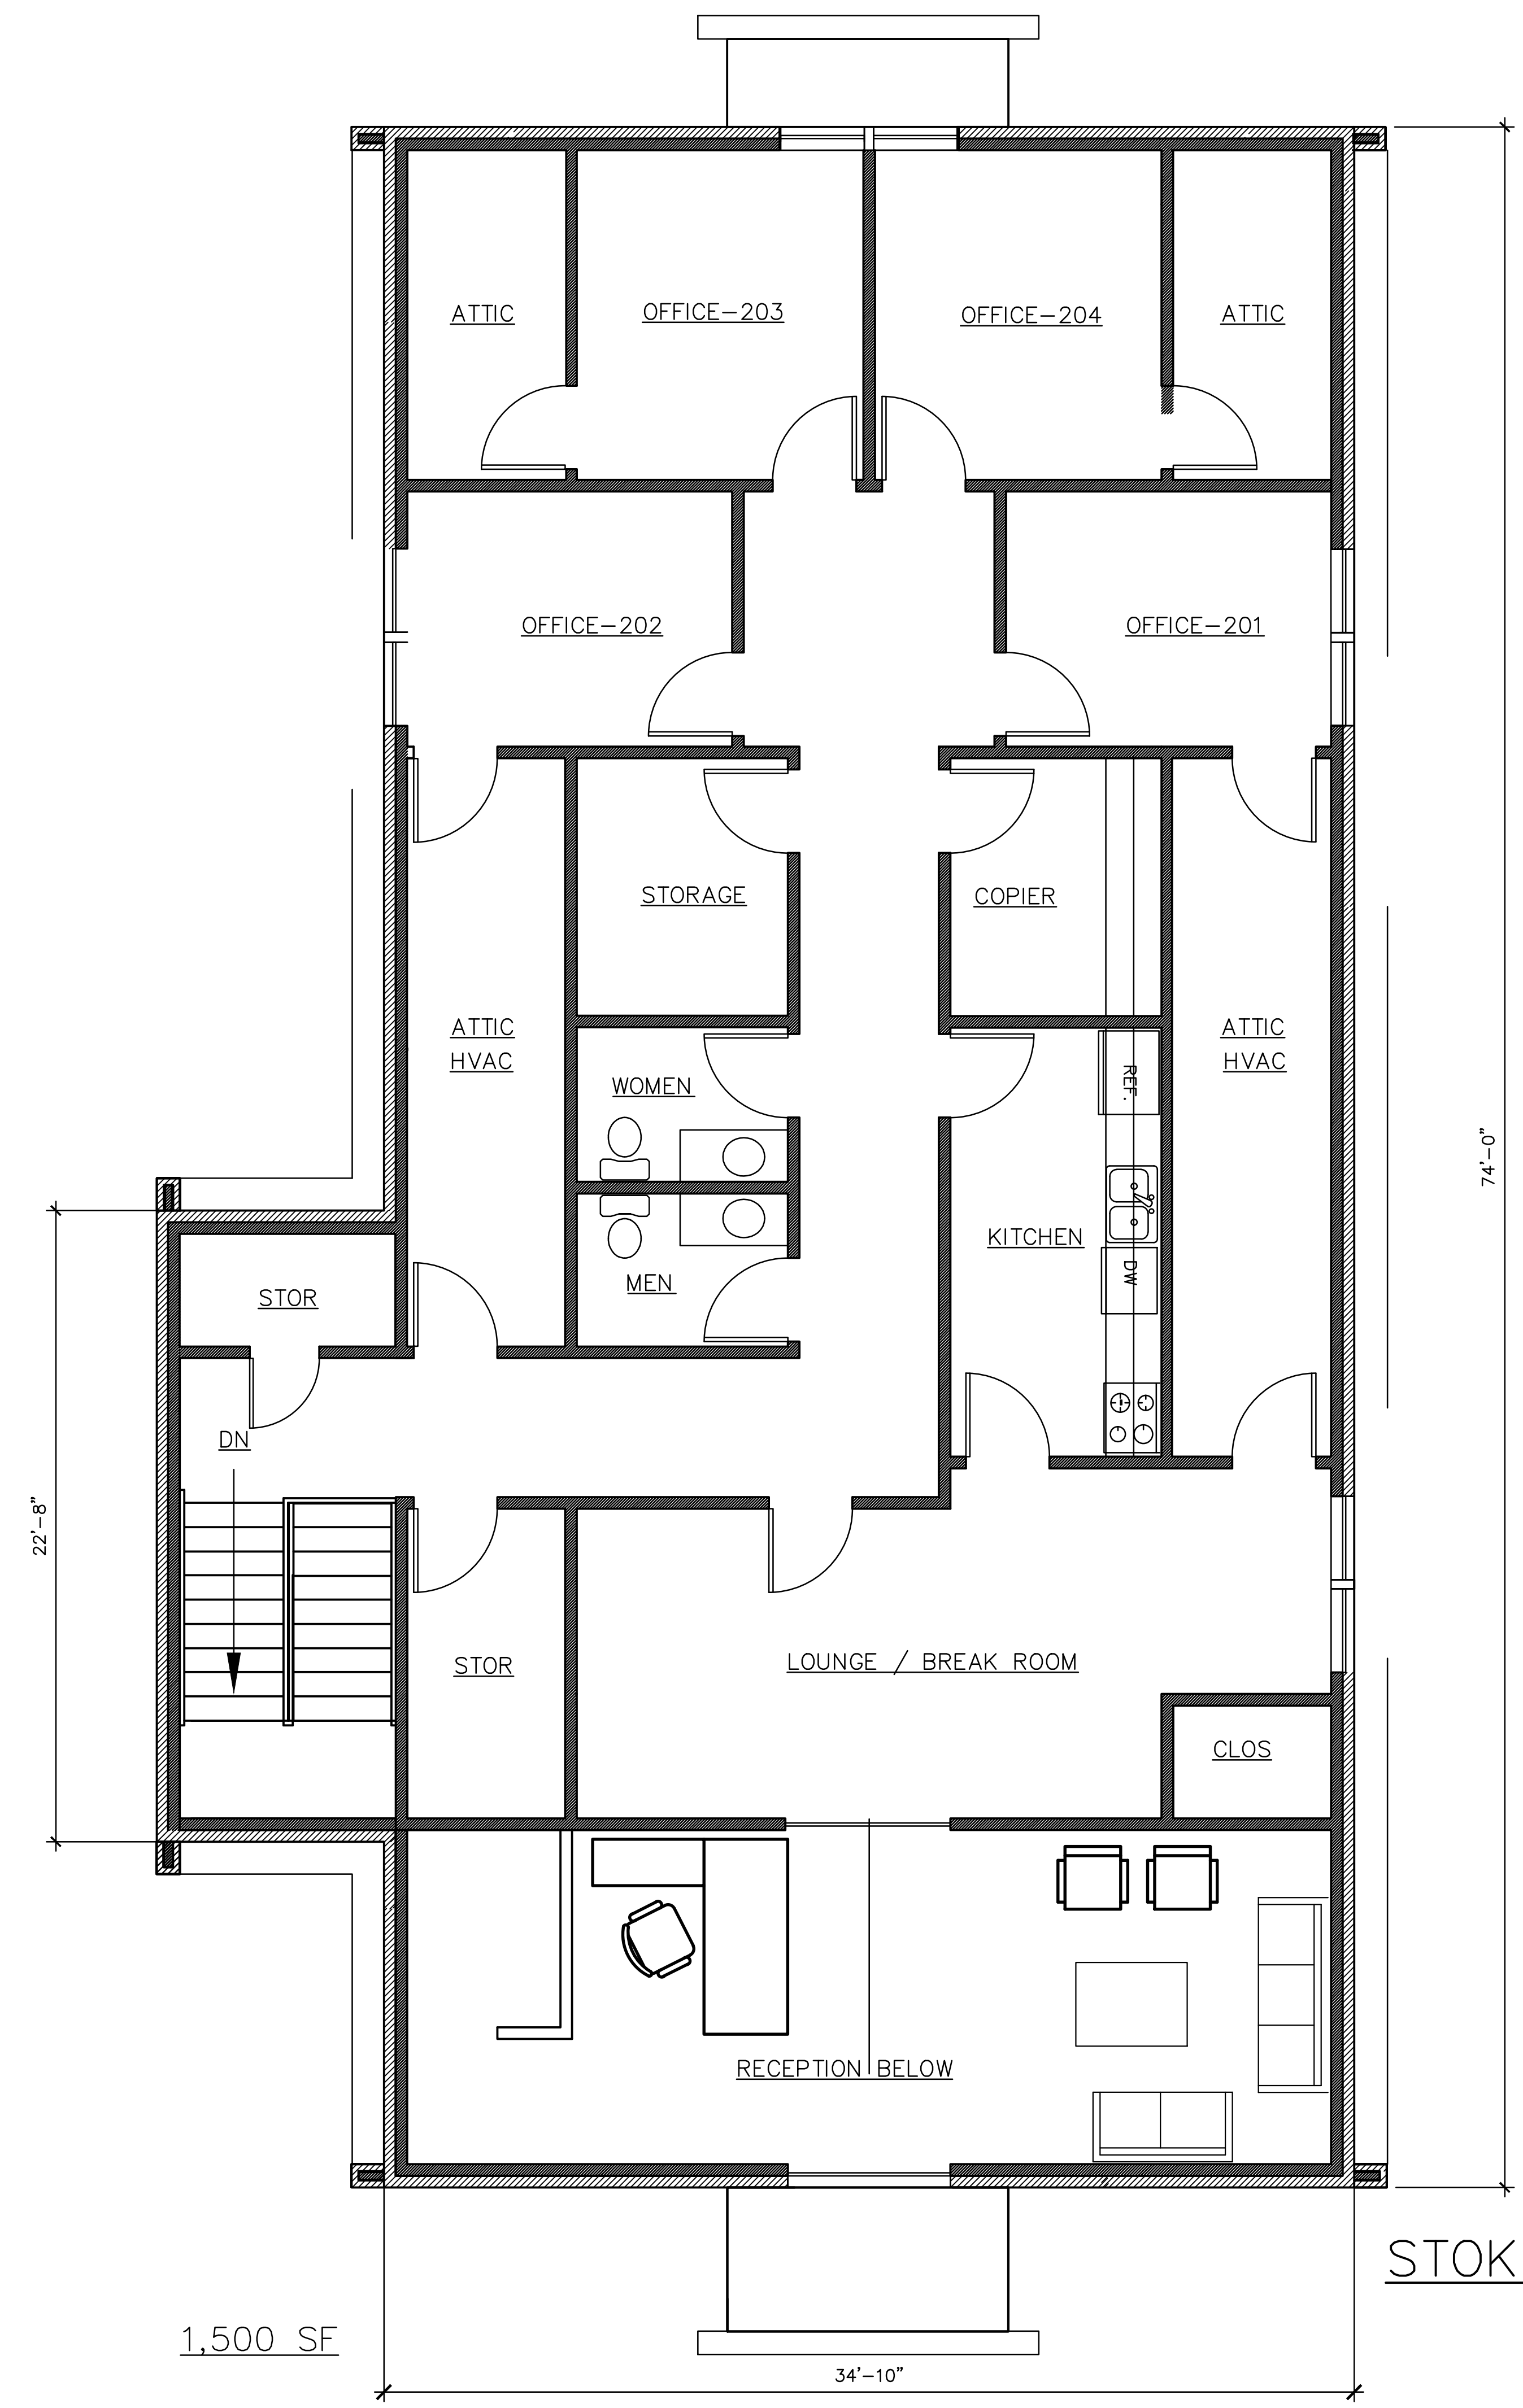 ATTIC
OFFICE-203
OFFICE-204
ATTIC
OFFICE-202
OFFICE-201
STORAGE
COPIER
ATTIC
HVAC
ATTIC
HVAC
WOMEN
REF.
74'-0"
KITCHEN
DW
MEN
STOR
DN
22'-8"
STOR
LOUNGE / BREAK ROOM
CLOS
RECEPTION BELOW
STOK
1,500 SF
34'-10"